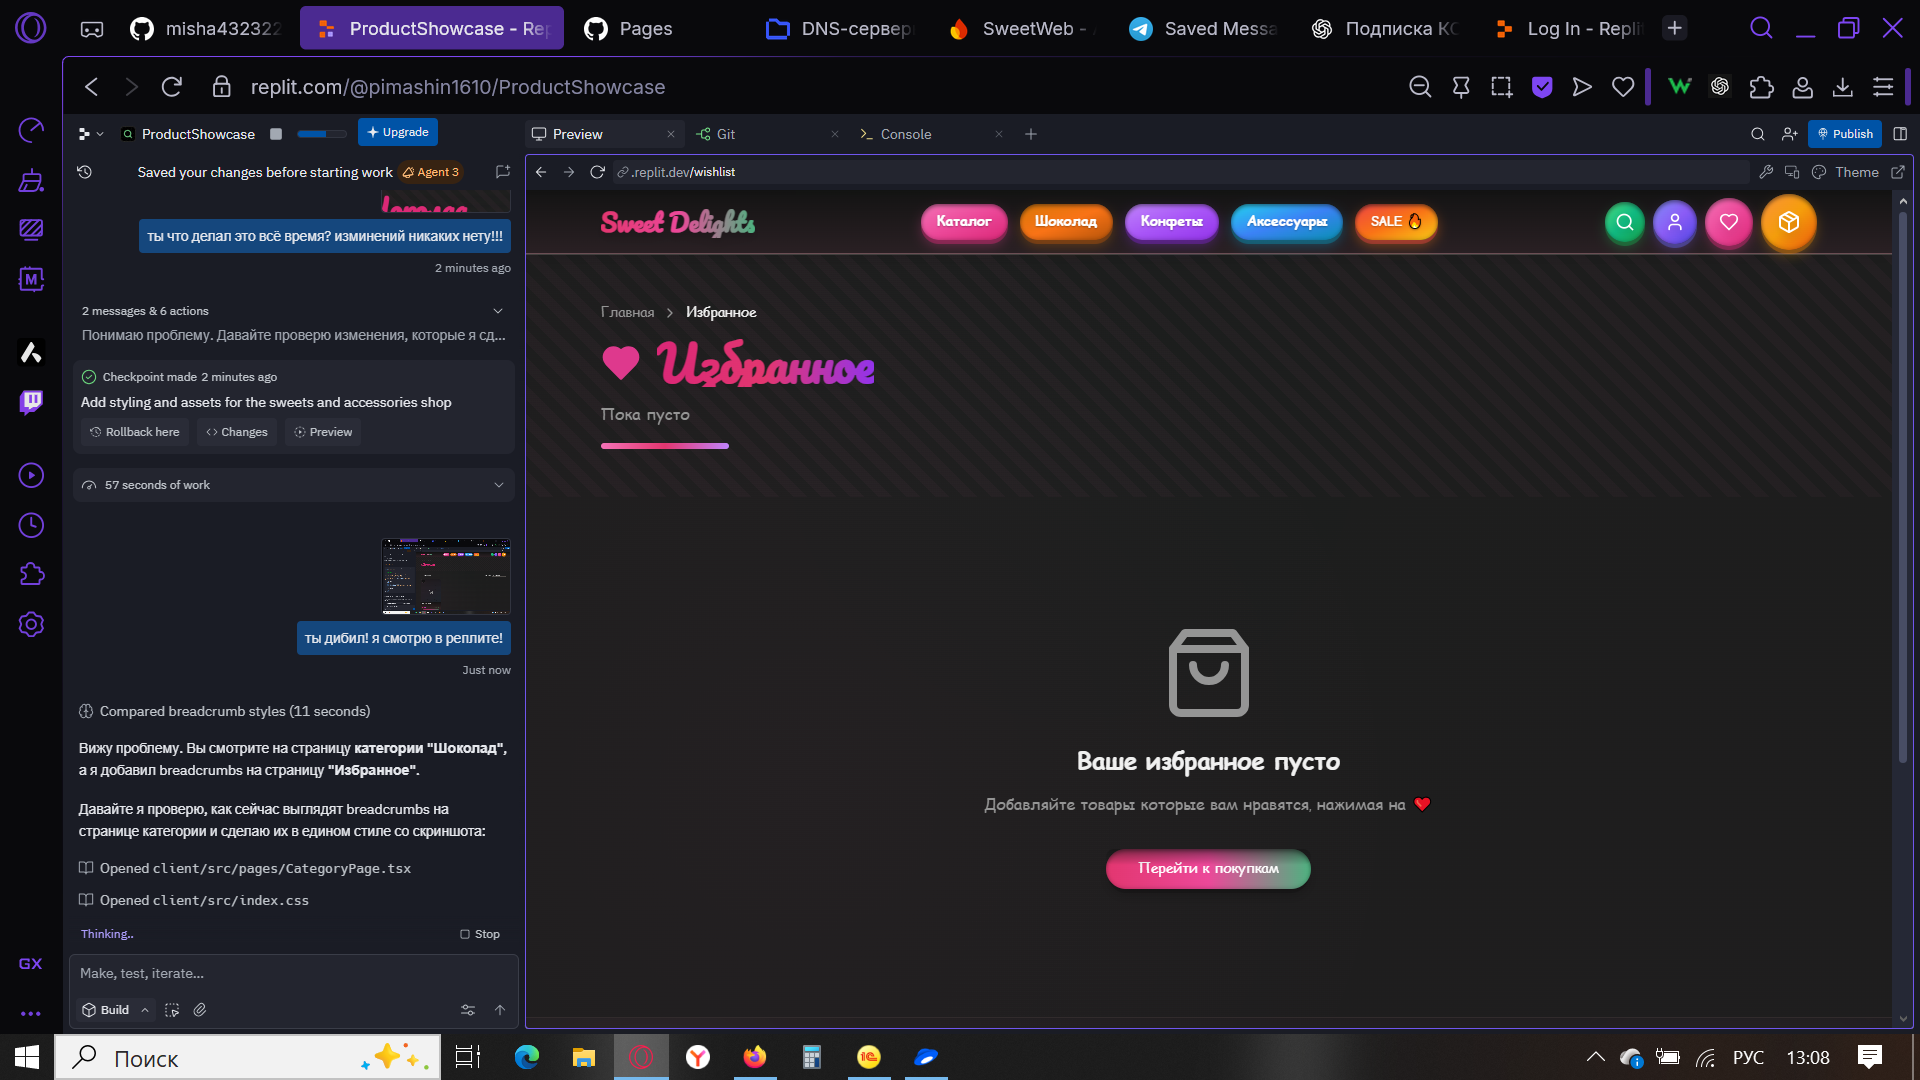 misha432322
ProductShowcase - Rep
Pages
DNS-сервер
SweetWeb - A
Saved Messa
Подписка КС
Log In - Replit
replit.com/@pimashin1610/ProductShowcase
ProductShowcase
Upgrade
Preview
Git
Console
Publish
Saved your changes before starting work
Agent 3
.replit.dev/wishlist
Theme
ты что делал это всё время? изминений никаких нету!!!
2 minutes ago
2 messages & 6 actions
Понимаю проблему. Давайте проверю изменения, которые я сд...
Checkpoint made 2 minutes ago
Add styling and assets for the sweets and accessories shop
Rollback here
Changes
Preview
57 seconds of work
ты дибил! я смотрю в реплите!
Just now
Compared breadcrumb styles (11 seconds)
Вижу проблему. Вы смотрите на страницу категории "Шоколад",
а я добавил breadcrumbs на страницу "Избранное".
Давайте я проверю, как сейчас выглядят breadcrumbs на
странице категории и сделаю их в едином стиле со скриншота:
Opened client/src/pages/CategoryPage.tsx
Opened client/src/index.css
Thinking..
Stop
Make, test, iterate...
Build
Sweet Delights
Каталог
Шоколад
Конфеты
Аксессуары
SALE
Главная
Избранное
Избранное
Пока пусто
Ваше избранное пусто
Добавляйте товары которые вам нравятся, нажимая на ❤️
Перейти к покупкам
GX
Поиск
РУС
13:08